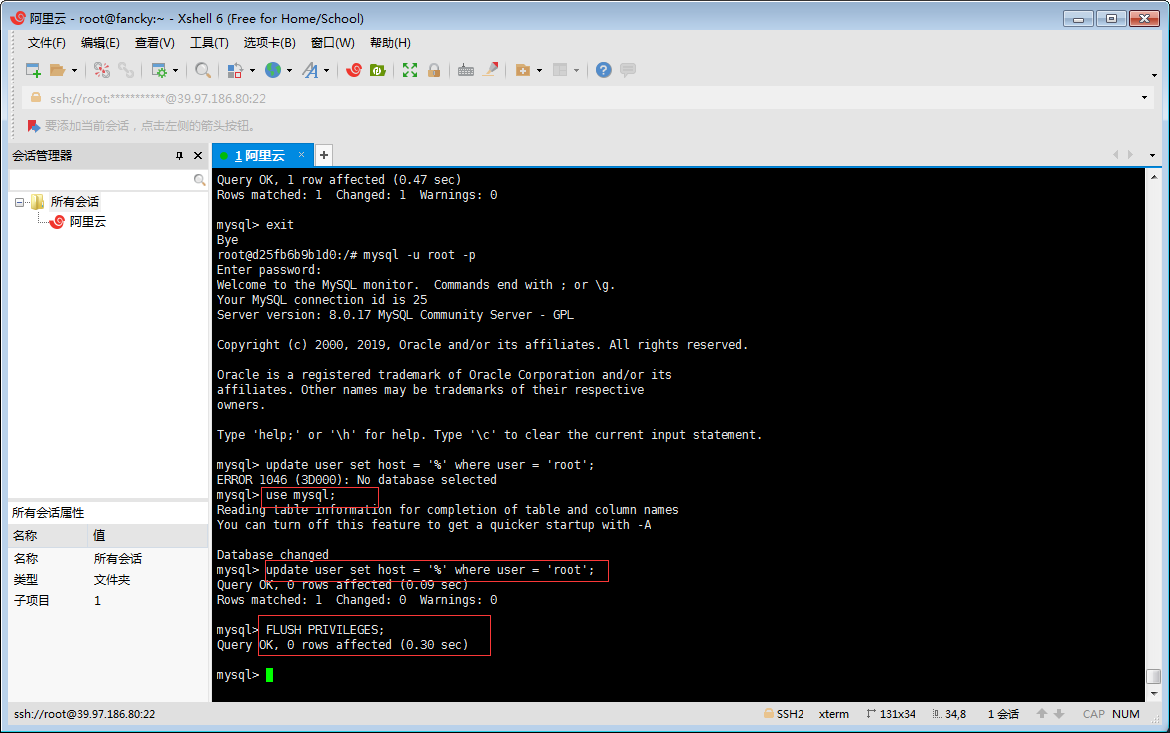 阿里云 - root@fancky:~ - Xshell 6 (Free for Home/School)
文件(F) 编辑(E) 查看(V) 工具(T) 选项卡(B) 窗口(W) 帮助(H)
ssh://root:***********@39.97.186.80:22
要添加当前会话，点击左侧的箭头按钮。
会话管理器
所有会话
阿里云
所有会话属性
名称 值
名称 所有会话
类型 文件夹
子项目 1
1 阿里云 × +
Query OK, 1 row affected (0.47 sec)
Rows matched: 1  Changed: 1  Warnings: 0
mysql> exit
Bye
root@d25fb6b9b1d0:/# mysql -u root -p
Enter password:
Welcome to the MySQL monitor.  Commands end with ; or \g.
Your MySQL connection id is 25
Server version: 8.0.17 MySQL Community Server - GPL
Copyright (c) 2000, 2019, Oracle and/or its affiliates. All rights reserved.
Oracle is a registered trademark of Oracle Corporation and/or its
affiliates. Other names may be trademarks of their respective
owners.
Type 'help;' or '\h' for help. Type '\c' to clear the current input statement.
mysql> update user set host = '%' where user = 'root';
ERROR 1046 (3D000): No database selected
mysql> use mysql;
Reading table information for completion of table and column names
You can turn off this feature to get a quicker startup with -A
Database changed
mysql> update user set host = '%' where user = 'root';
Query OK, 0 rows affected (0.09 sec)
Rows matched: 1  Changed: 0  Warnings: 0
mysql> FLUSH PRIVILEGES;
Query OK, 0 rows affected (0.30 sec)
mysql>
ssh://root@39.97.186.80:22 SSH2 xterm 131x34 34,8 1 会话 CAP NUM